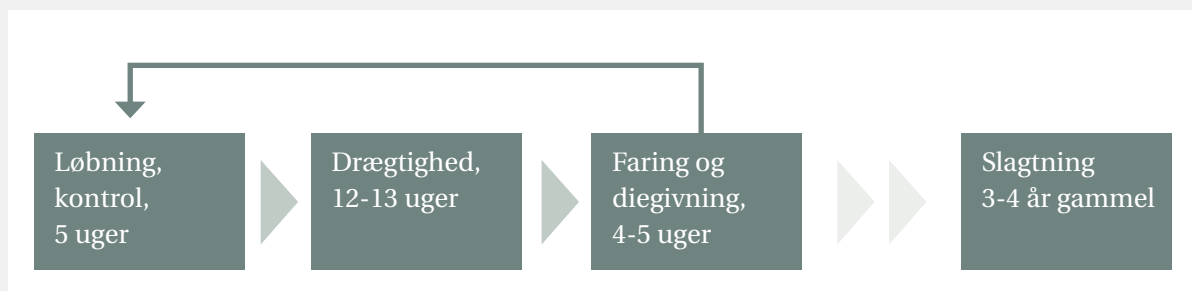 Løbning,
kontrol,
5 uger
Drægtighed,
12-13 uger
Faring og
diegivning,
4-5 uger
Slagtning
3-4 år gammel